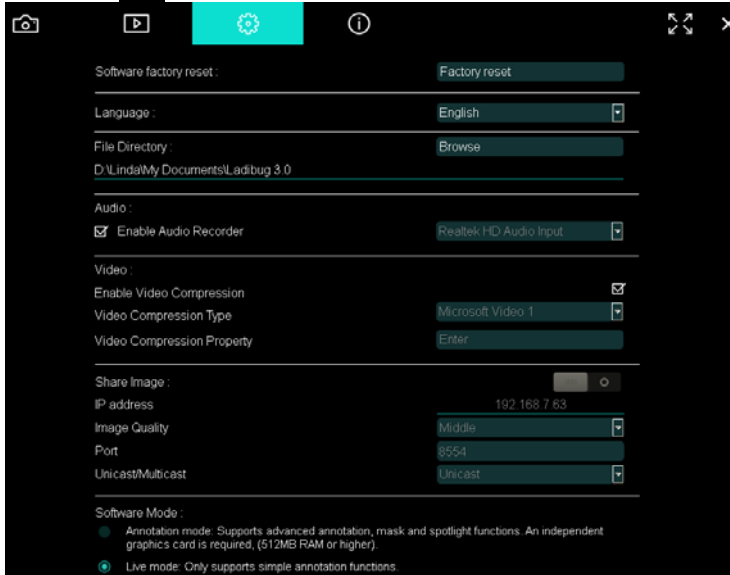 Software factory reset :
Factory reset
Language :
English
File Directory :
Browse
D:\Linda\My Documents\Ladibug 3.0
Audio :
Enable Audio Recorder
Realtek HD Audio Input
Video :
Enable Video Compression
Video Compression Type
Microsoft Video 1
Video Compression Property
Enter
Share Image :
IP address
192.168.7.63
Image Quality
Middle
Port
8554
Unicast/Multicast
Unicast
Software Mode :
Annotation mode: Supports advanced annotation, mask and spotlight functions. An independent
graphics card is required, (512MB RAM or higher).
Live mode: Only supports simple annotation functions.